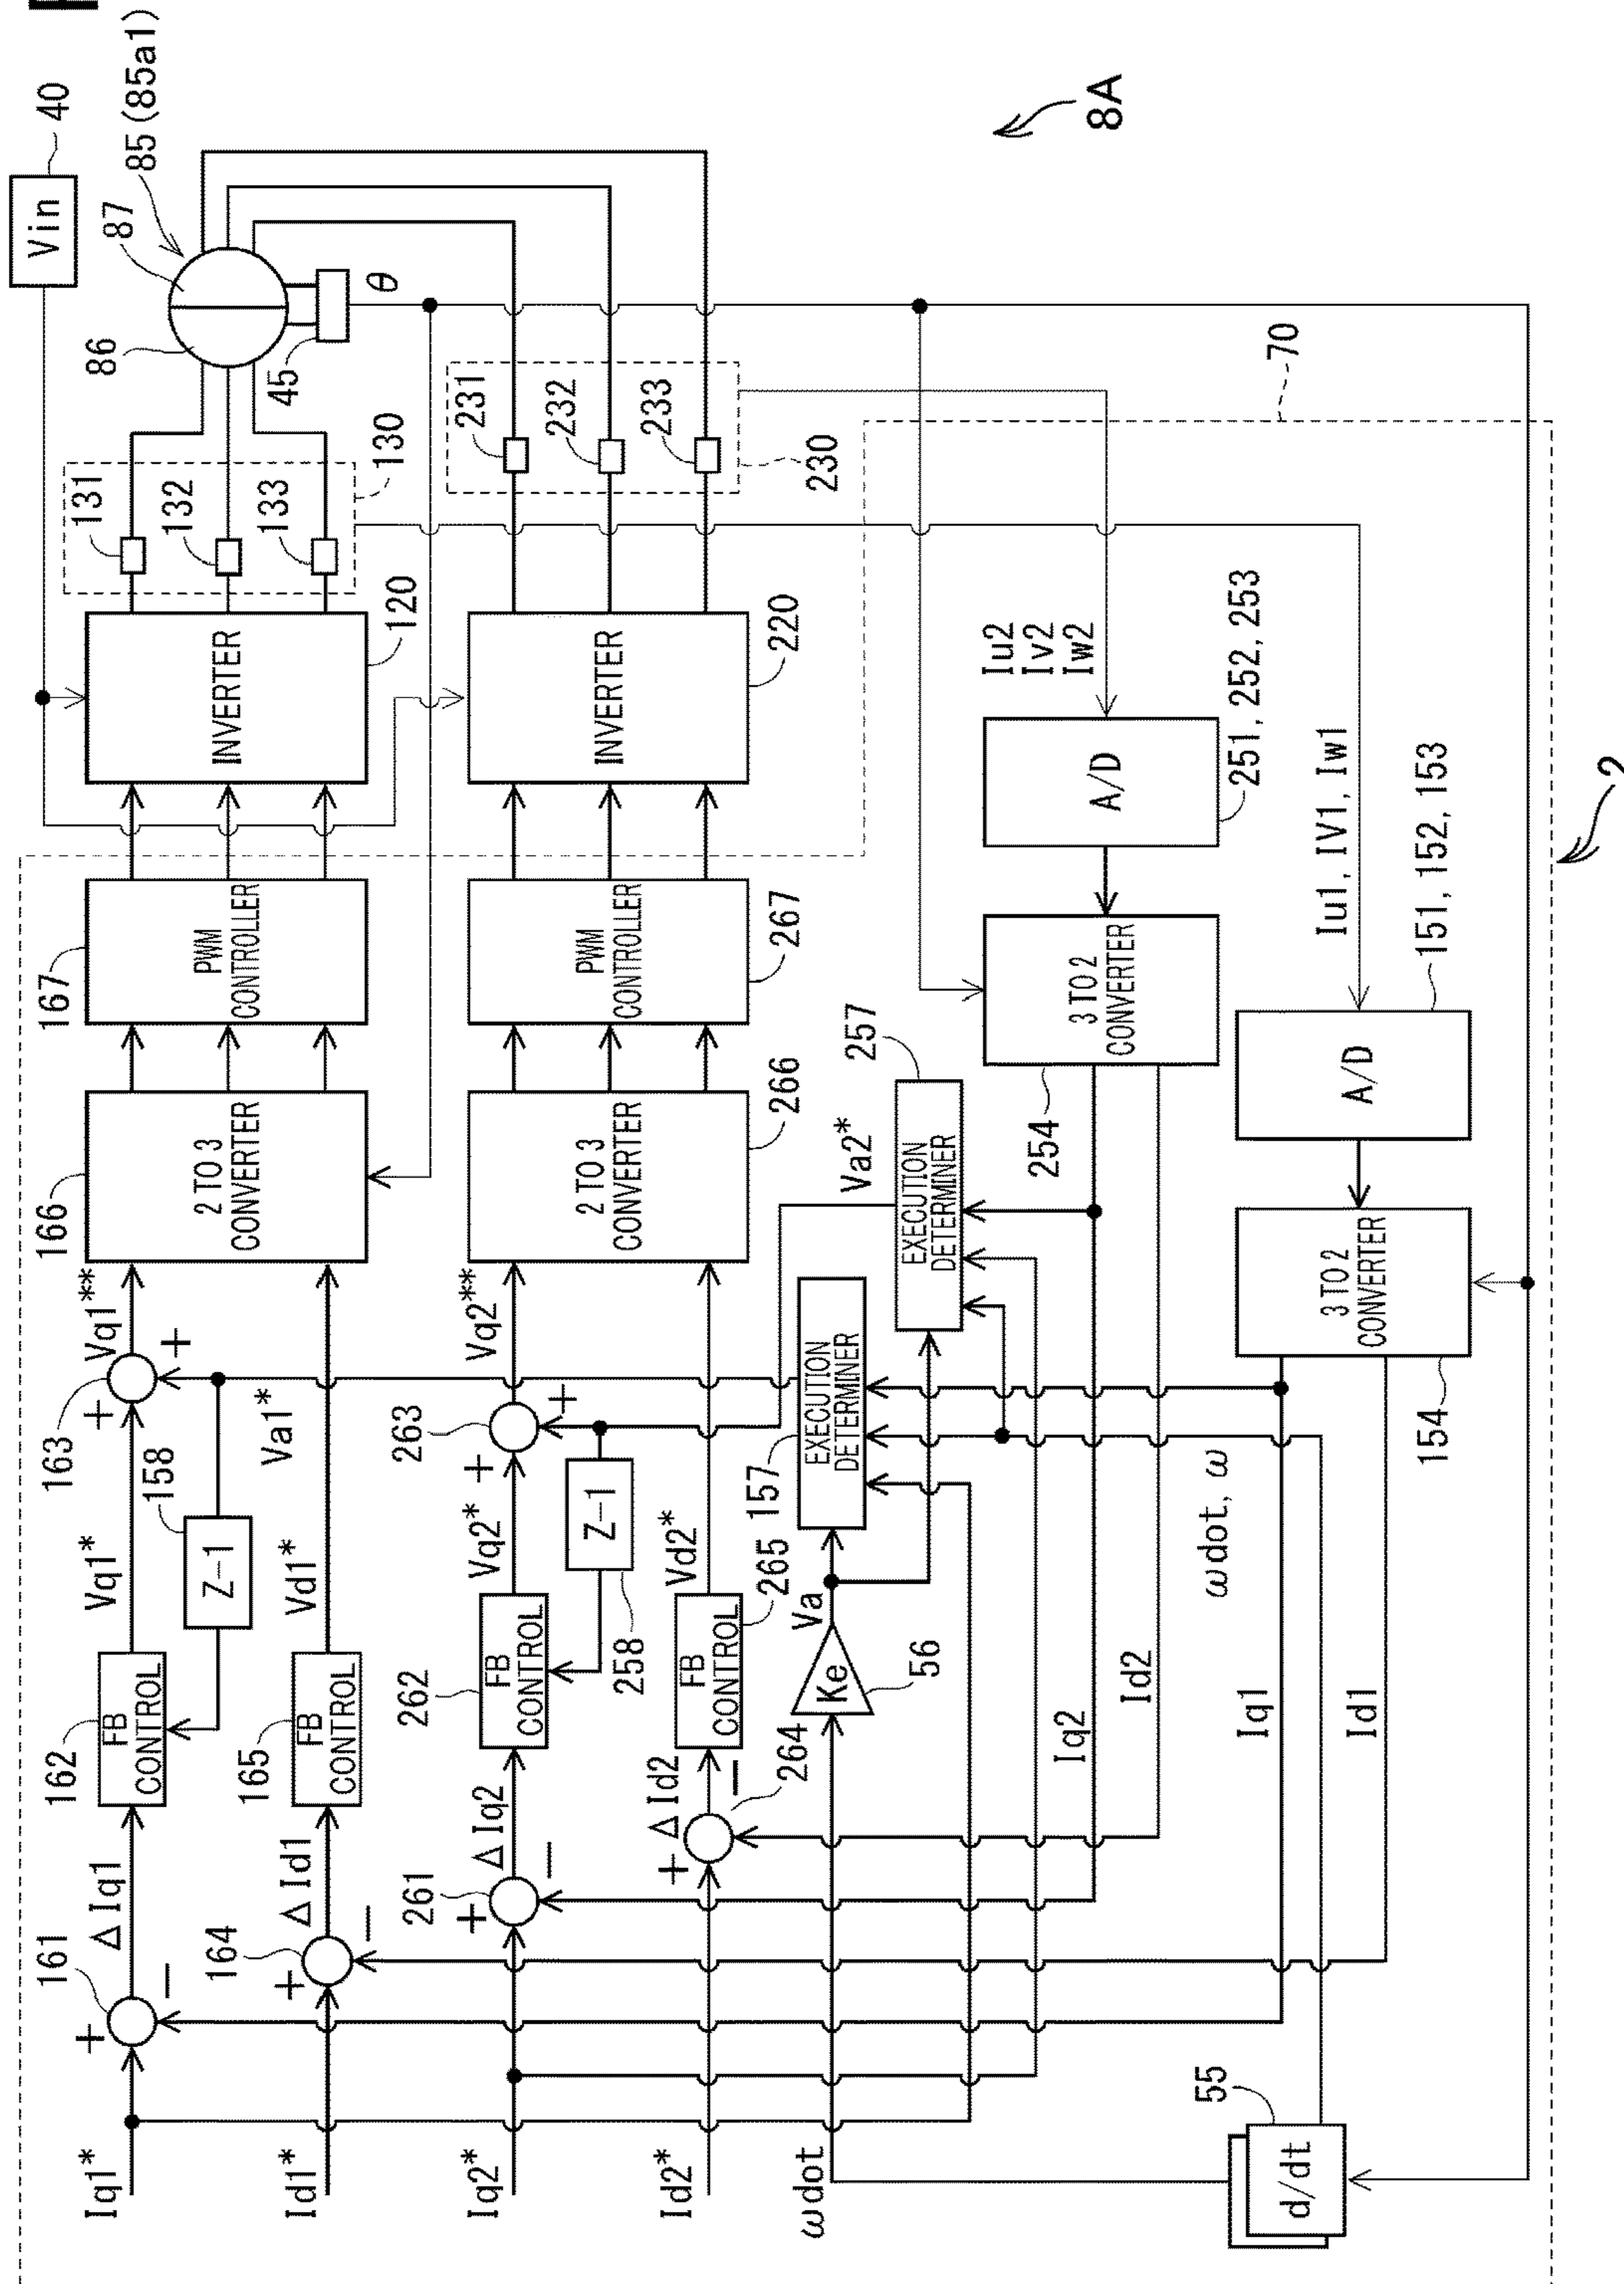 Vin
40
85 (85a1)
87
86
45
θ
8A
131
132
133
130
231
232
233
230
70
INVERTER
120
INVERTER
220
Iu2
Iv2
Iw2
A/D
251, 252, 253
Iu1, IV1, Iw1
A/D
151, 152, 153
2
167
PWM
CONTROLLER
PWM
CONTROLLER
267
3 TO 2
CONVERTER
254
3 TO 2
CONVERTER
154
166
2 TO 3
CONVERTER
2 TO 3
CONVERTER
266
257
EXECUTION
DETERMINER
Va2*
EXECUTION
DETERMINER
157
Vq1**
+
+
163
Va1*
158
Z-1
Vq1*
Vd1*
Vq2**
+
+
263
Vq2*
Z-1
258
Vd2*
162
FB
CONTROL
165
FB
CONTROL
262
FB
CONTROL
FB
CONTROL
265
Va
Ke
56
ωdot, ω
Iq2
Id2
Iq1
Id1
161
ΔIq1
+
−
164
ΔId1
+
−
261
ΔIq2
+
−
264
ΔId2
+
−
Iq1*
Id1*
Iq2*
Id2*
ωdot
55
d/dt